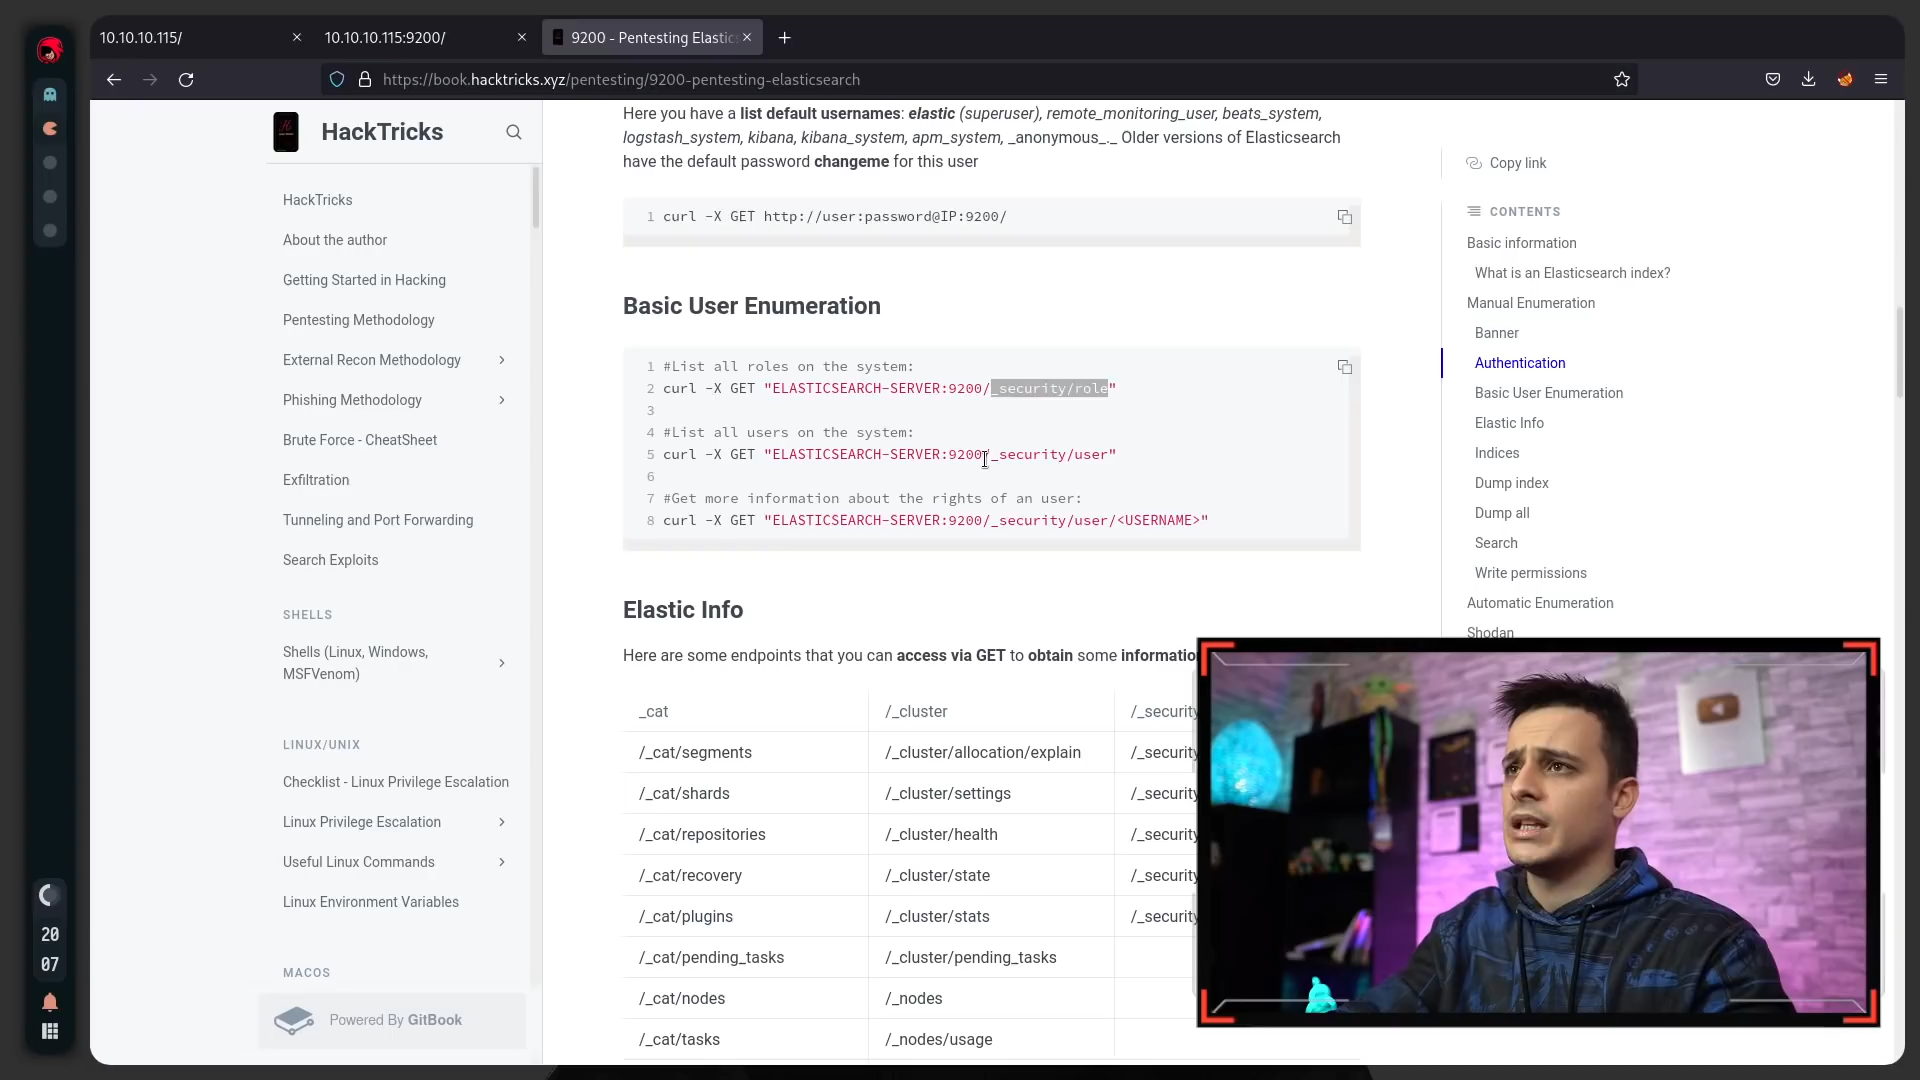 10.10.10.115/
10.10.10.115:9200/
9200 - Pentesting Elastic
https://book.hacktricks.xyz/pentesting/9200-pentesting-elasticsearch
20
07
HackTricks
HackTricks
About the author
Getting Started in Hacking
Pentesting Methodology
External Recon Methodology
Phishing Methodology
Brute Force - CheatSheet
Exfiltration
Tunneling and Port Forwarding
Search Exploits
SHELLS
Shells (Linux, Windows,
MSFVenom)
LINUX/UNIX
Checklist - Linux Privilege Escalation
Linux Privilege Escalation
Useful Linux Commands
Linux Environment Variables
MACOS
Powered By GitBook
Here you have a list default usernames: elastic (superuser), remote_monitoring_user, beats_system,
logstash_system, kibana, kibana_system, apm_system, _anonymous_._ Older versions of Elasticsearch
have the default password changeme for this user
1 curl -X GET http://user:password@IP:9200/
Basic User Enumeration
1 #List all roles on the system:
2 curl -X GET "ELASTICSEARCH-SERVER:9200/_security/role"
3
4 #List all users on the system:
5 curl -X GET "ELASTICSEARCH-SERVER:9200/_security/user"
6
7 #Get more information about the rights of an user:
8 curl -X GET "ELASTICSEARCH-SERVER:9200/_security/user/<USERNAME>"
Elastic Info
Here are some endpoints that you can access via GET to obtain some informatio
_cat /_cluster /_security
/_cat/segments /_cluster/allocation/explain /_security
/_cat/shards /_cluster/settings /_security
/_cat/repositories /_cluster/health /_security
/_cat/recovery /_cluster/state /_security
/_cat/plugins /_cluster/stats /_security
/_cat/pending_tasks /_cluster/pending_tasks
/_cat/nodes /_nodes
/_cat/tasks /_nodes/usage
Copy link
CONTENTS
Basic information
What is an Elasticsearch index?
Manual Enumeration
Banner
Authentication
Basic User Enumeration
Elastic Info
Indices
Dump index
Dump all
Search
Write permissions
Automatic Enumeration
Shodan